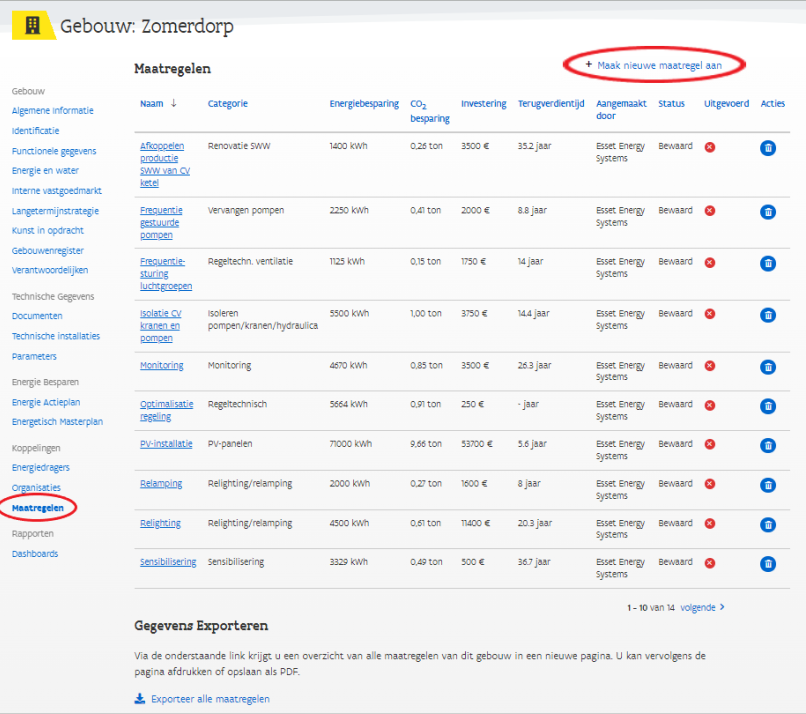 Gebouw: Zomerdorp
Maatregelen
+ Maak nieuwe maatregel aan
Gebouw
Algemene Informatie
Identificatie
Functionele gegevens
Energie en water
Interne vastgoedmarkt
Langetermijnstrategie
Kunst in opdracht
Gebouwenregister
Verantwoordelijken
Technische Gegevens
Documenten
Technische installaties
Parameters
Energie Besparen
Energie Actieplan
Energetisch Masterplan
Koppelingen
Energiedragers
Organisaties
Maatregelen
Rapporten
Dashboards
Naam ↓ Categorie Energiebesparing CO2 Investering Terugverdientijd Aangemaakt Status Uitgevoerd Acties
besparing door
Afkoppelen Renovatie SWW 1400 kWh 0,26 ton 3500 € 35.2 jaar Esset Energy Bewaard
productie Systems
SWW van CV
ketel
Frequentie Vervangen pompen 2250 kWh 0,41 ton 2000 € 8.8 jaar Esset Energy Bewaard
gestuurde Systems
pompen
Frequentie- Regeltechn. ventilatie 1125 kWh 0,15 ton 1750 € 14 jaar Esset Energy Bewaard
sturing Systems
luchtgroepen
Isolatie CV Isoleren 5500 kWh 1,00 ton 3750 € 14.4 jaar Esset Energy Bewaard
kranen en pompen/kranen/hydraulica Systems
pompen
Monitoring Monitoring 4670 kWh 0,85 ton 3500 € 26.3 jaar Esset Energy Bewaard
Systems
Optimalisatie Regeltechnisch 5664 kWh 0,91 ton 250 € - jaar Esset Energy Bewaard
regeling Systems
PV-installatie PV-panelen 71000 kWh 9,66 ton 53700 € 5.6 jaar Esset Energy Bewaard
Systems
Relamping Relighting/relamping 2000 kWh 0,27 ton 1600 € 8 jaar Esset Energy Bewaard
Systems
Relighting Relighting/relamping 4500 kWh 0,61 ton 11400 € 20.3 jaar Esset Energy Bewaard
Systems
Sensibilisering Sensibilisering 3329 kWh 0,49 ton 500 € 36.7 jaar Esset Energy Bewaard
Systems
1 - 10 van 14 volgende >
Gegevens Exporteren
Via de onderstaande link krijgt u een overzicht van alle maatregelen van dit gebouw in een nieuwe pagina. U kan vervolgens de
pagina afdrukken of opslaan als PDF.
Exporteer alle maatregelen